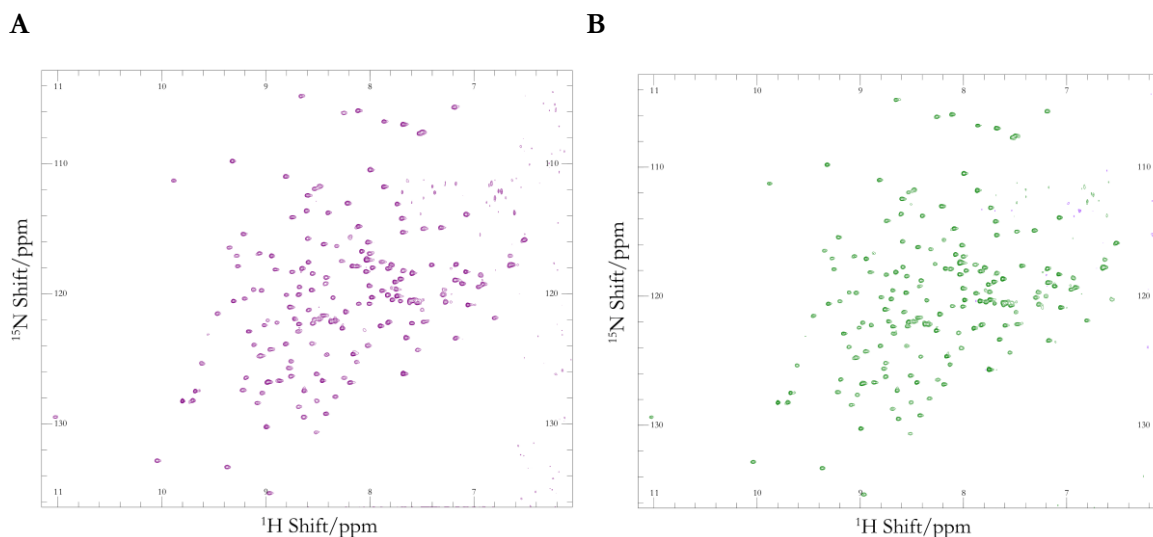 A
B
11 10 9 8 7
11 10 9 8 7
110 110
110 110
120
120 120
130 130
130 130
11 10 9 8 7
11 10 9 8 7
¹⁵N Shift/ppm
¹⁵N Shift/ppm
¹H Shift/ppm
¹H Shift/ppm